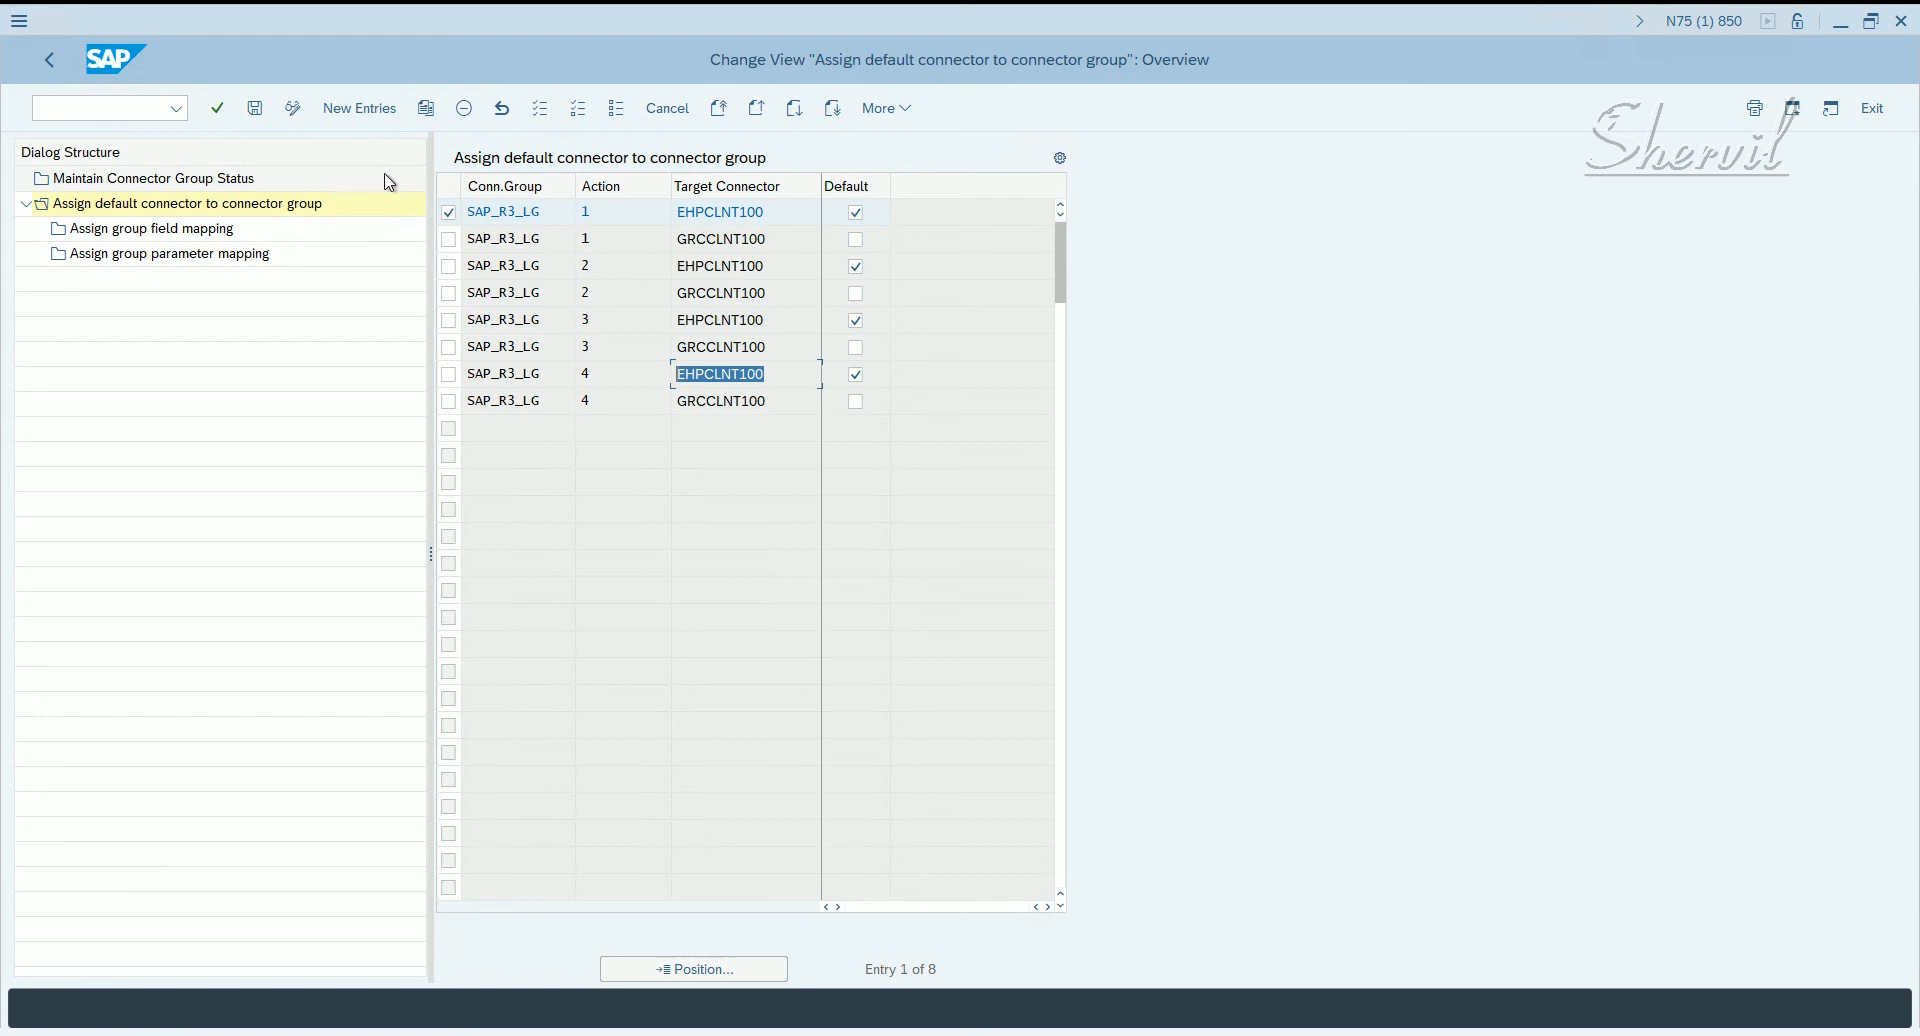 N75 (1) 850
SAP
Change View "Assign default connector to connector group": Overview
New Entries
Cancel
More
Exit
Shervil
Dialog Structure
Maintain Connector Group Status
Assign default connector to connector group
Assign group field mapping
Assign group parameter mapping
Assign default connector to connector group
Conn.Group Action Target Connector Default
SAP_R3_LG 1 EHPCLNT100
SAP_R3_LG 1 GRCCLNT100
SAP_R3_LG 2 EHPCLNT100
SAP_R3_LG 2 GRCCLNT100
SAP_R3_LG 3 EHPCLNT100
SAP_R3_LG 3 GRCCLNT100
SAP_R3_LG 4 EHPCLNT100
SAP_R3_LG 4 GRCCLNT100
Position... Entry 1 of 8